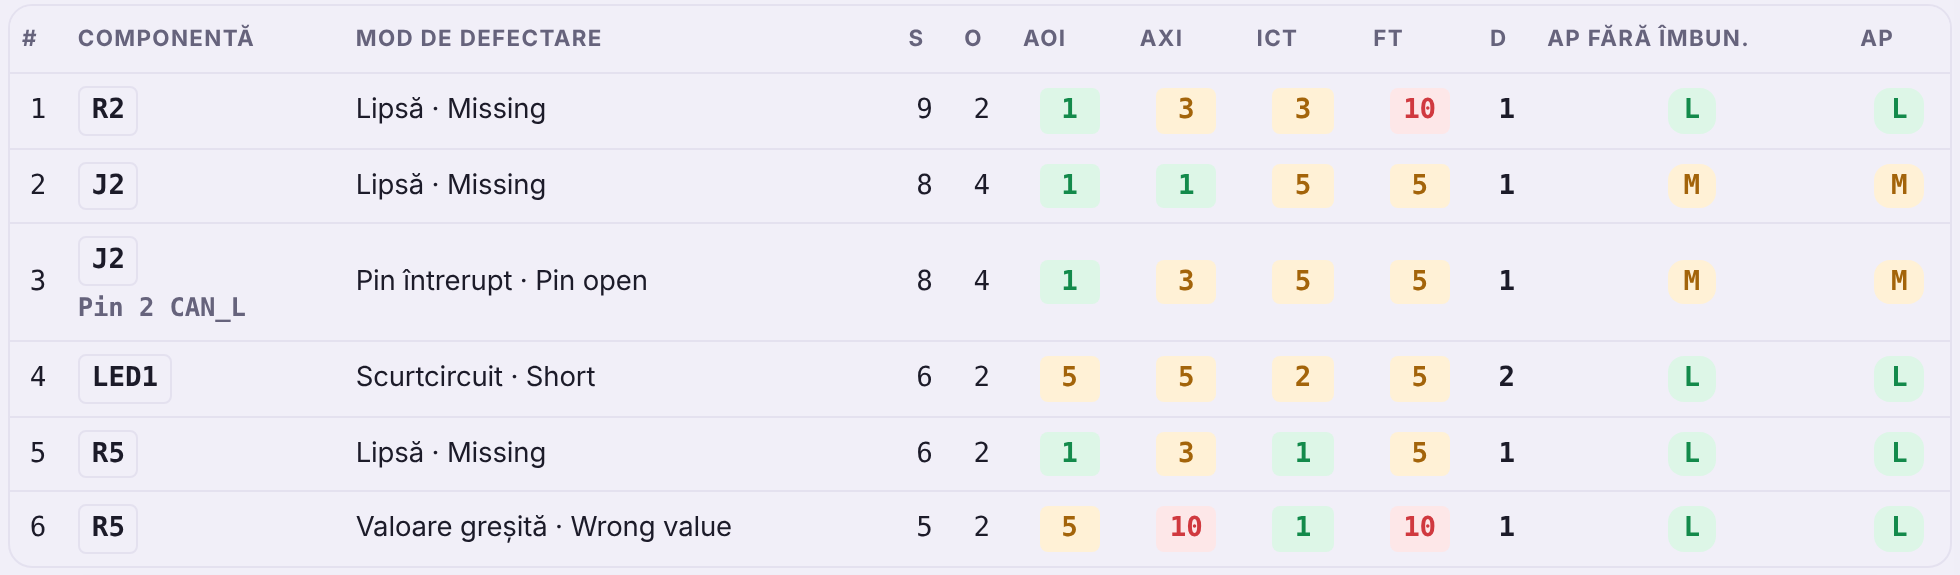 # COMPONENTĂ MOD DE DEFECTARE S O AOI AXI ICT FT D AP FĂRĂ ÎMBUN. AP
1 R2 Lipsă · Missing 9 2 1 3 3 10 1 L L
2 J2 Lipsă · Missing 8 4 1 1 5 5 1 M M
3 J2 Pin întrerupt · Pin open 8 4 1 3 5 5 1 M M
Pin 2 CAN_L
4 LED1 Scurtcircuit · Short 6 2 5 5 2 5 2 L L
5 R5 Lipsă · Missing 6 2 1 3 1 5 1 L L
6 R5 Valoare greșită · Wrong value 5 2 5 10 1 10 1 L L